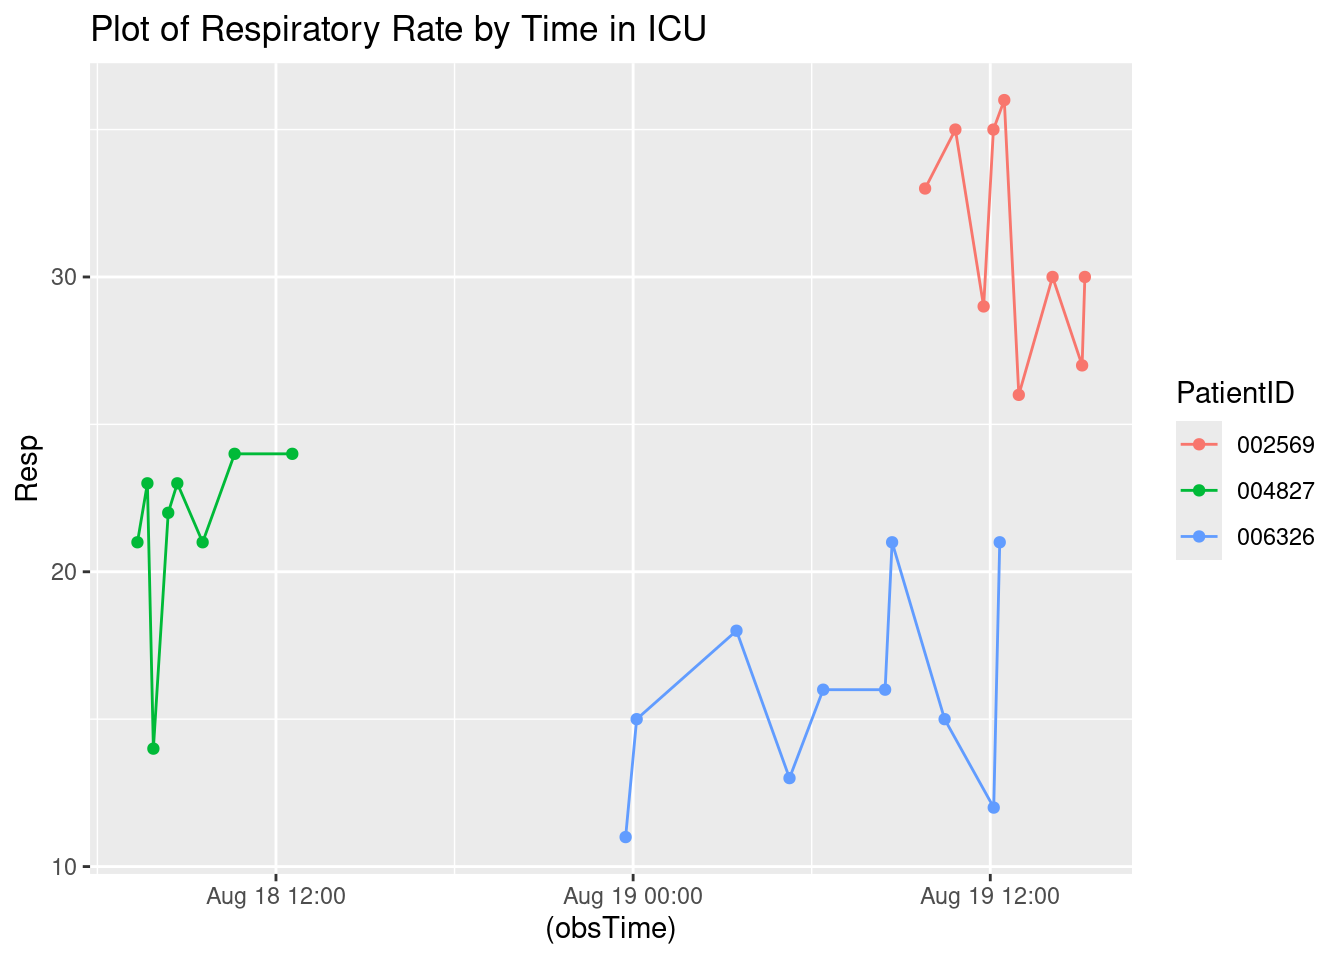 Plot of Respiratory Rate by Time in ICU
Resp
30
20
10
Aug 18 12:00
Aug 19 00:00
Aug 19 12:00
(obsTime)
PatientID
002569
004827
006326